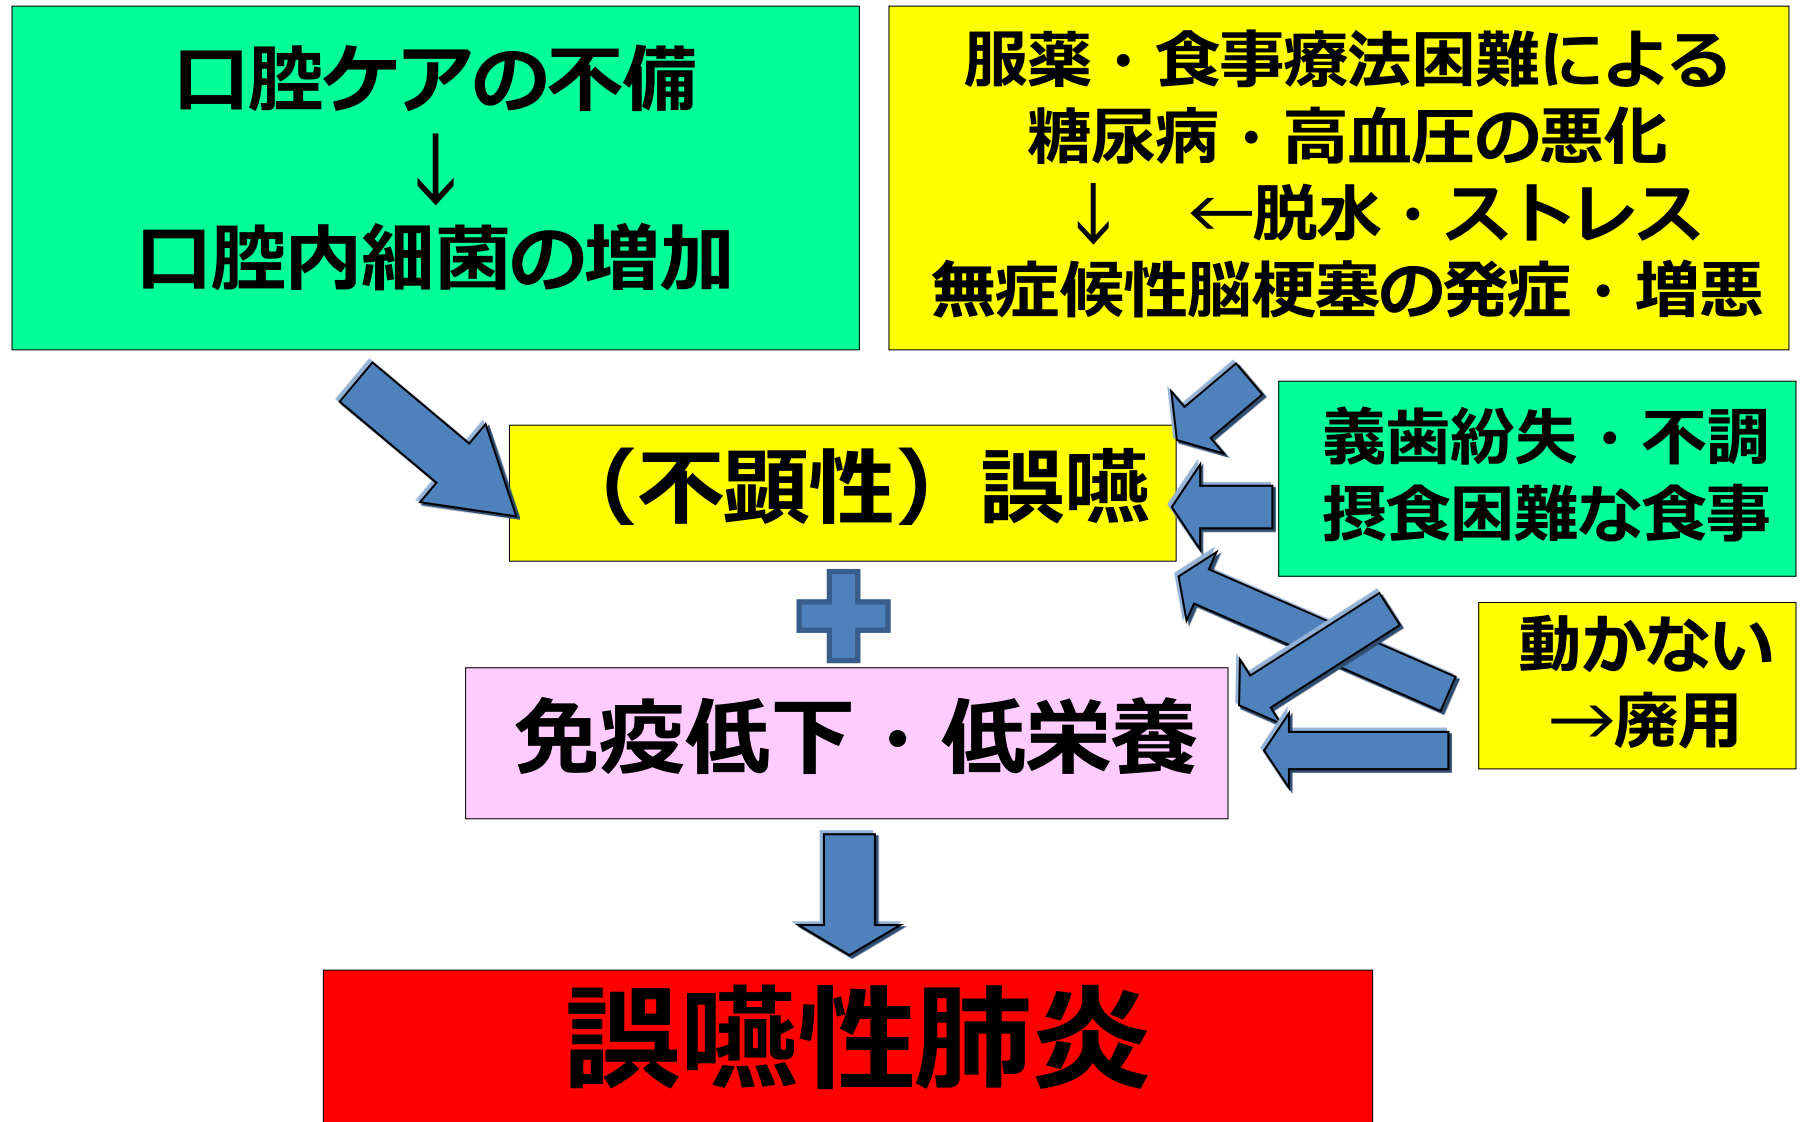 口腔ケアの不備
↓
口腔内細菌の増加
服薬・食事療法困難による
糖尿病・高血圧の悪化
↓　←脱水・ストレス
無症候性脳梗塞の発症・増悪
（不顕性）誤嚥
義歯紛失・不調
摂食困難な食事
動かない
→廃用
免疫低下・低栄養
誤嚥性肺炎